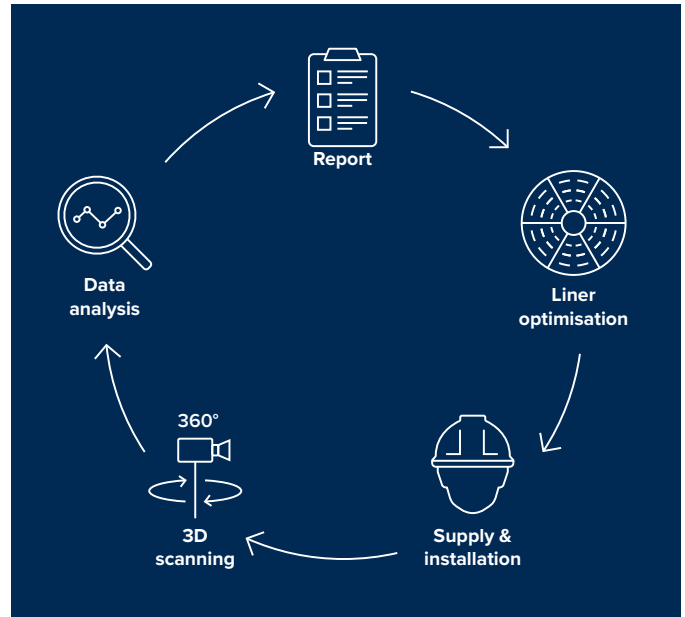 Report
Data
analysis
Liner
optimisation
360°
3D
scanning
Supply &
installation